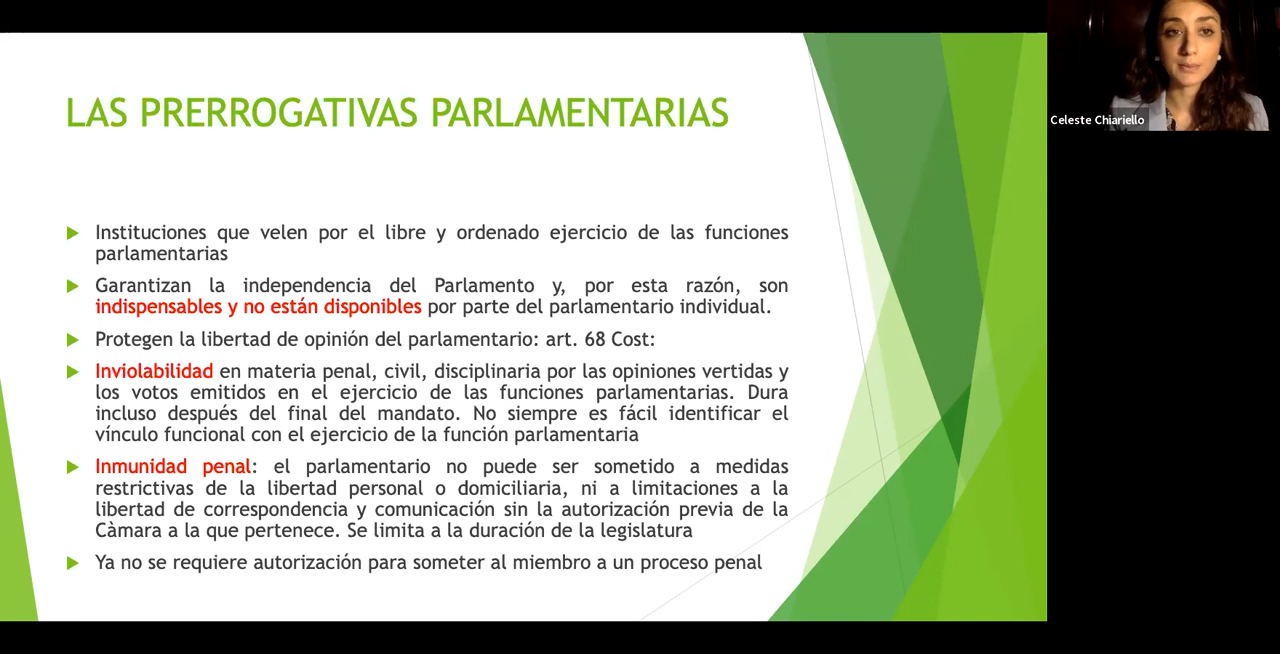 LAS PRERROGATIVAS PARLAMENTARIAS
Celeste Chiariello
Instituciones que velen por el libre y ordenado ejercicio de las funciones
parlamentarias
Garantizan la independencia del Parlamento y, por esta razón, son
indispensables y no están disponibles por parte del parlamentario individual.
Protegen la libertad de opinión del parlamentario: art. 68 Cost:
Inviolabilidad en materia penal, civil, disciplinaria por las opiniones vertidas y
los votos emitidos en el ejercicio de las funciones parlamentarias. Dura
incluso después del final del mandato. No siempre es fácil identificar el
vínculo funcional con el ejercicio de la función parlamentaria
Inmunidad penal: el parlamentario no puede ser sometido a medidas
restrictivas de la libertad personal o domiciliaria, ni a limitaciones a la
libertad de correspondencia y comunicación sin la autorización previa de la
Càmara a la que pertenece. Se limita a la duración de la legislatura
Ya no se requiere autorización para someter al miembro a un proceso penal